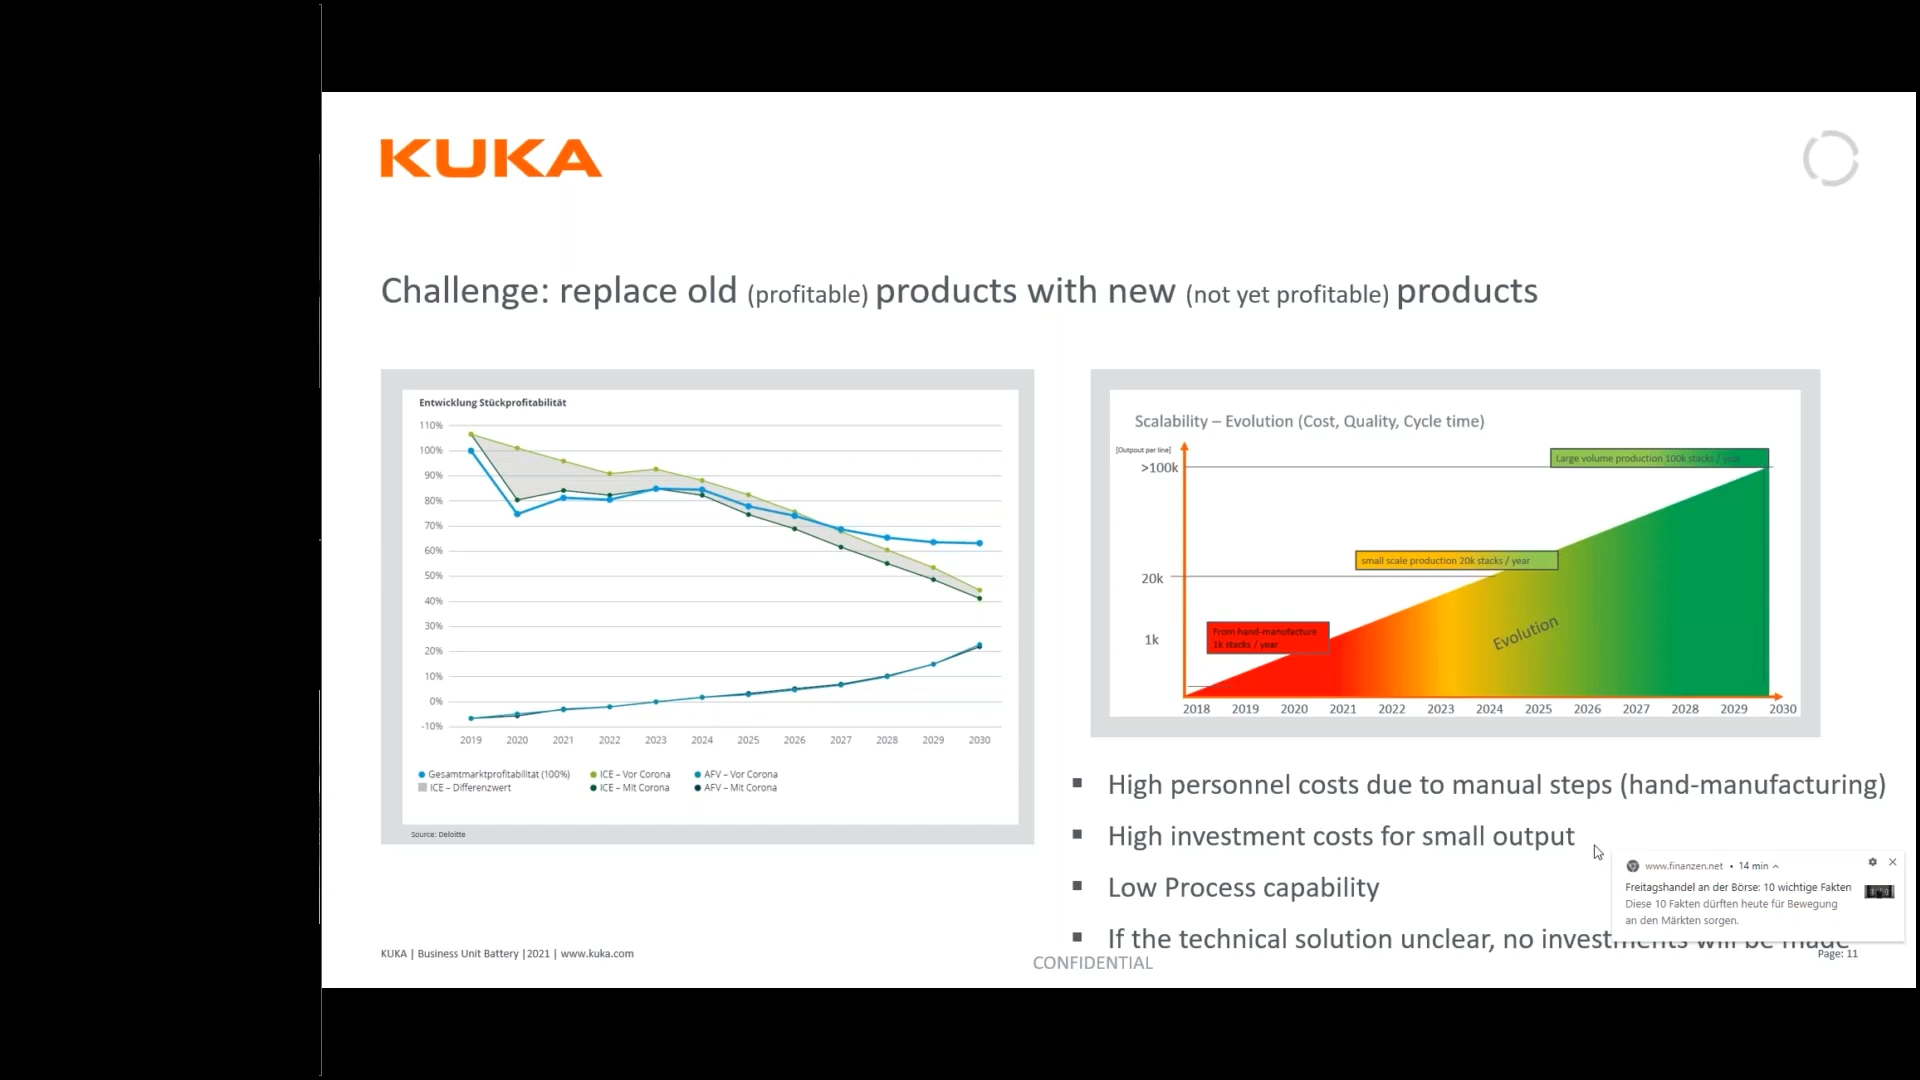 KUKA
Challenge: replace old (profitable) products with new (not yet profitable) products
Entwicklung Stückprofitabilität
110%
100%
90%
80%
70%
60%
50%
40%
30%
20%
10%
0%
-10%
2019 2020 2021 2022 2023 2024 2025 2026 2027 2028 2029 2030
Gesamtmarktprofitabilität (100%) ICE – Vor Corona AFV – Vor Corona
ICE – Differenzwert ICE – Mit Corona AFV – Mit Corona
Source: Deloitte
Scalability – Evolution (Cost, Quality, Cycle time)
[Outpout per line]
>100k
20k
1k
Large volume production 100k stacks / year
small scale production 20k stacks / year
From hand-manufacture
1k stacks / year
Evolution
2018 2019 2020 2021 2022 2023 2024 2025 2026 2027 2028 2029 2030
High personnel costs due to manual steps (hand-manufacturing)
High investment costs for small output
Low Process capability
If the technical solution unclear, no investments will be made
www.finanzen.net • 14 min
Freitagshandel an der Börse: 10 wichtige Fakten
Diese 10 Fakten dürften heute für Bewegung
an den Märkten sorgen.
KUKA | Business Unit Battery |2021 | www.kuka.com
CONFIDENTIAL
Page: 11